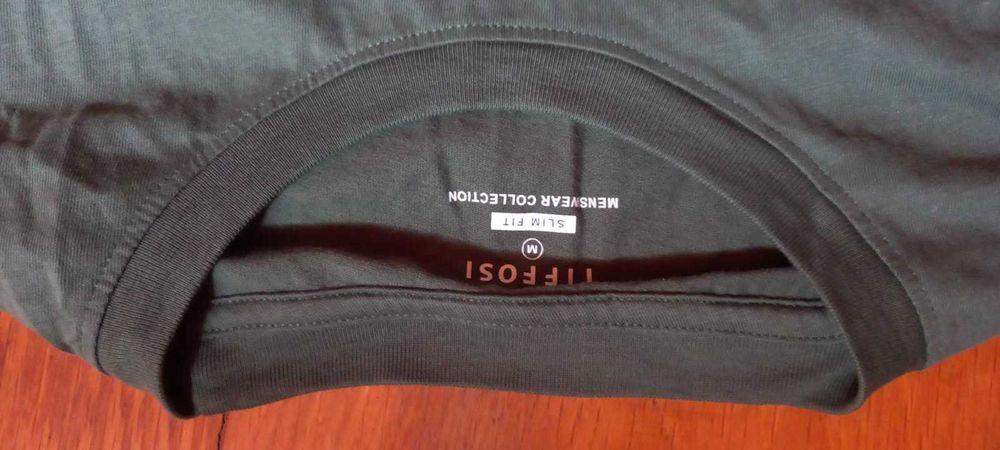 TIFFOSI
M
SLIM FIT
MENSWEAR COLLECTION